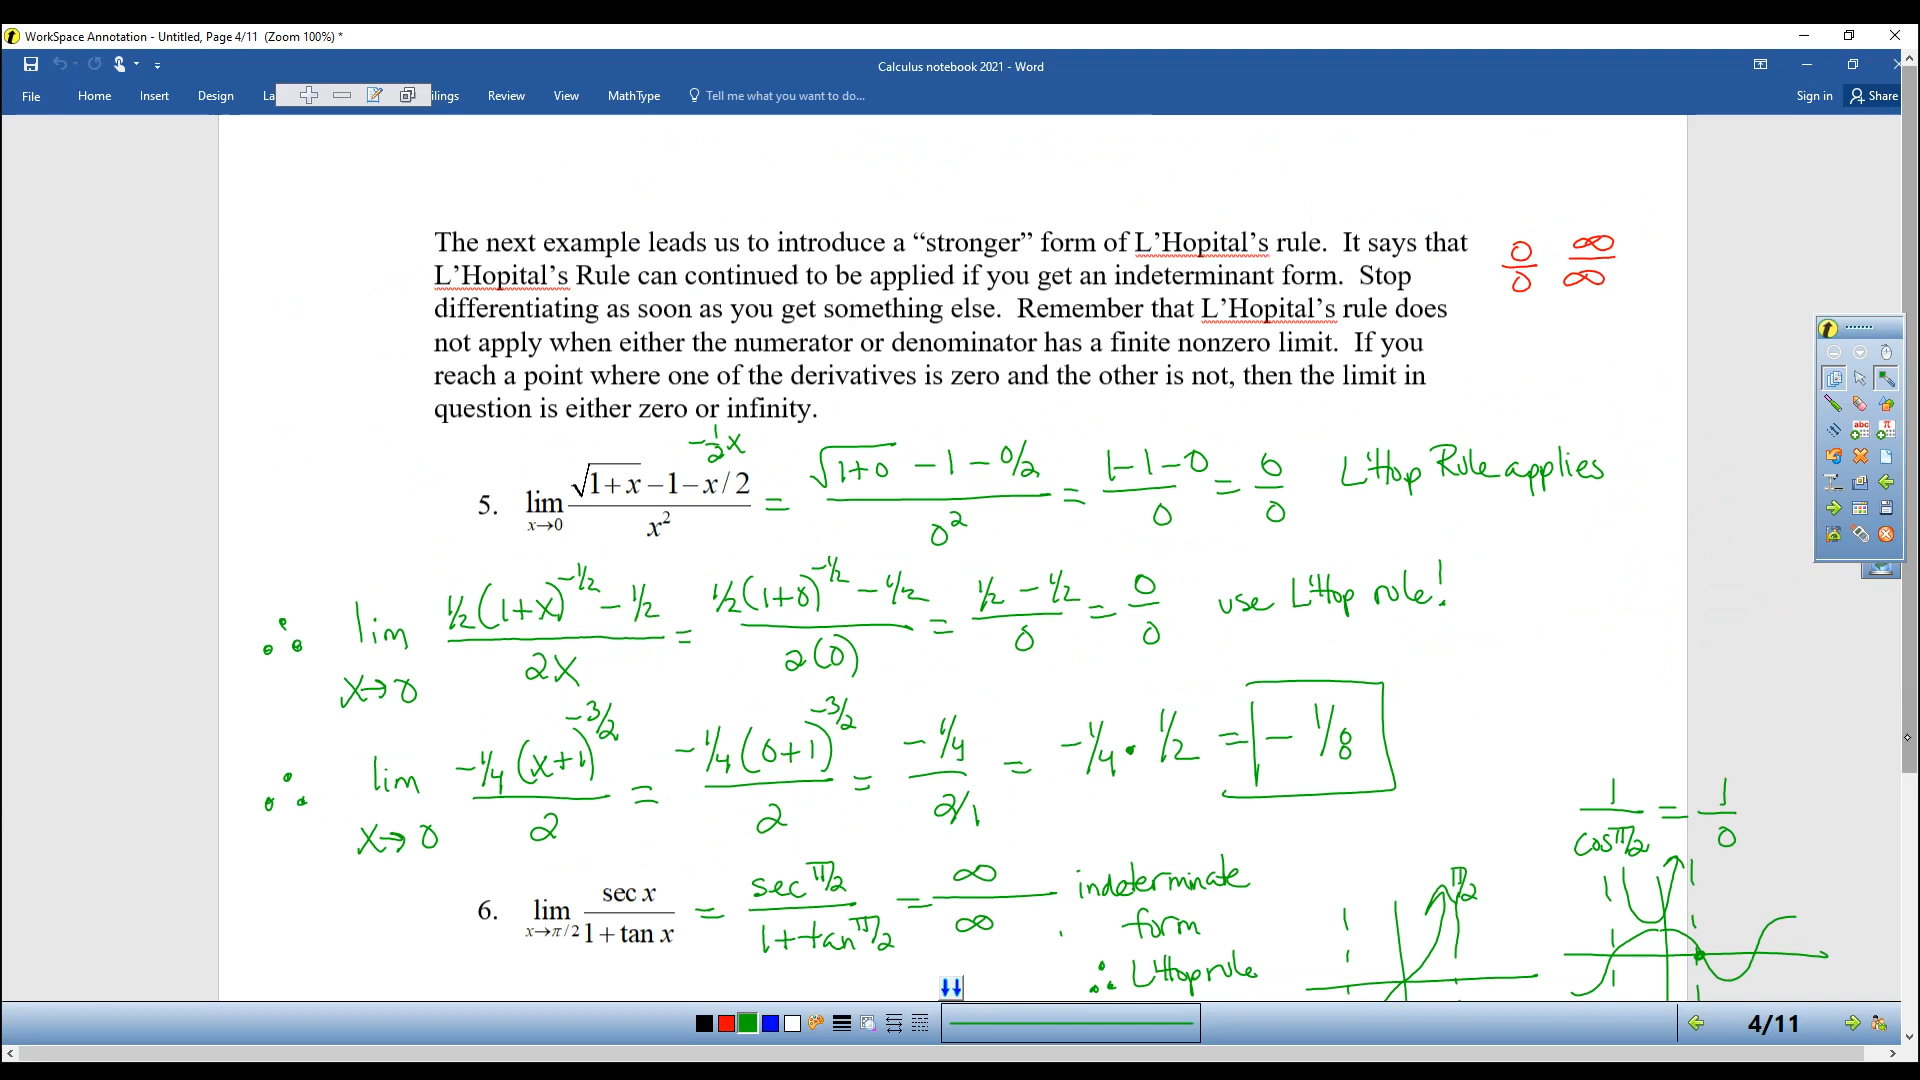 WorkSpace Annotation - Untitled, Page 4/11 (Zoom 100%) *
Calculus notebook 2021 - Word
File Home Insert Design La ilings Review View MathType Tell me what you want to do... Sign in Share
The next example leads us to introduce a “stronger” form of L’Hopital’s rule. It says that
L’Hopital’s Rule can continued to be applied if you get an indeterminant form. Stop
differentiating as soon as you get something else. Remember that L’Hopital’s rule does
not apply when either the numerator or denominator has a finite nonzero limit. If you
reach a point where one of the derivatives is zero and the other is not, then the limit in
question is either zero or infinity.
0/0 ∞/∞
-1/2 x
5. lim x→0 (√(1+x) -1-x/2)/x² = (√(1+0) -1-0/2)/0² = (1-1-0)/0 = 0/0 L'Hop Rule applies
∴ lim x→0 (1/2(1+x)^-1/2 - 1/2)/2x = (1/2(1+0)^-1/2 - 1/2)/2(0) = (1/2 - 1/2)/0 = 0/0 use L'Hop rule!
∴ lim x→0 (-1/4(x+1)^-3/2)/2 = (-1/4(0+1)^-3/2)/2 = (-1/4)/(2/1) = -1/4 · 1/2 = -1/8
1/cos π/2 = 1/0
6. lim x→π/2 sec x/(1+tan x) = sec π/2/(1+tan π/2) = ∞/∞ indeterminate
form
∴ L'Hop rule
π/2
4/11